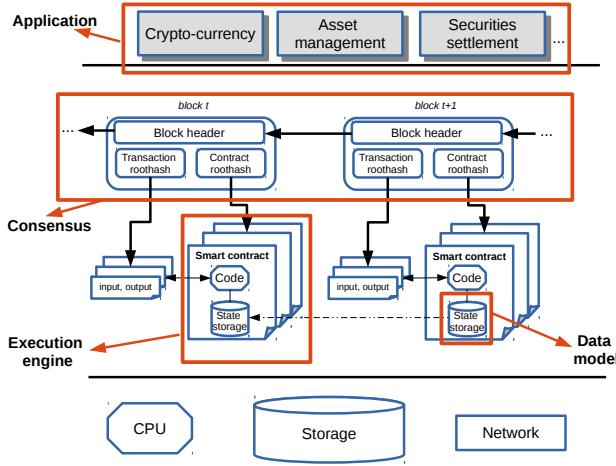 Application
Crypto-currency
Asset
management
Securities
settlement
...
block t
block t+1
...
Block header
Block header
...
Transaction
roothash
Contract
roothash
Transaction
roothash
Contract
roothash
Consensus
Smart contract
Smart contract
input, output
Code
input, output
Code
State
storage
State
storage
Execution
engine
Data
model
CPU
Storage
Network